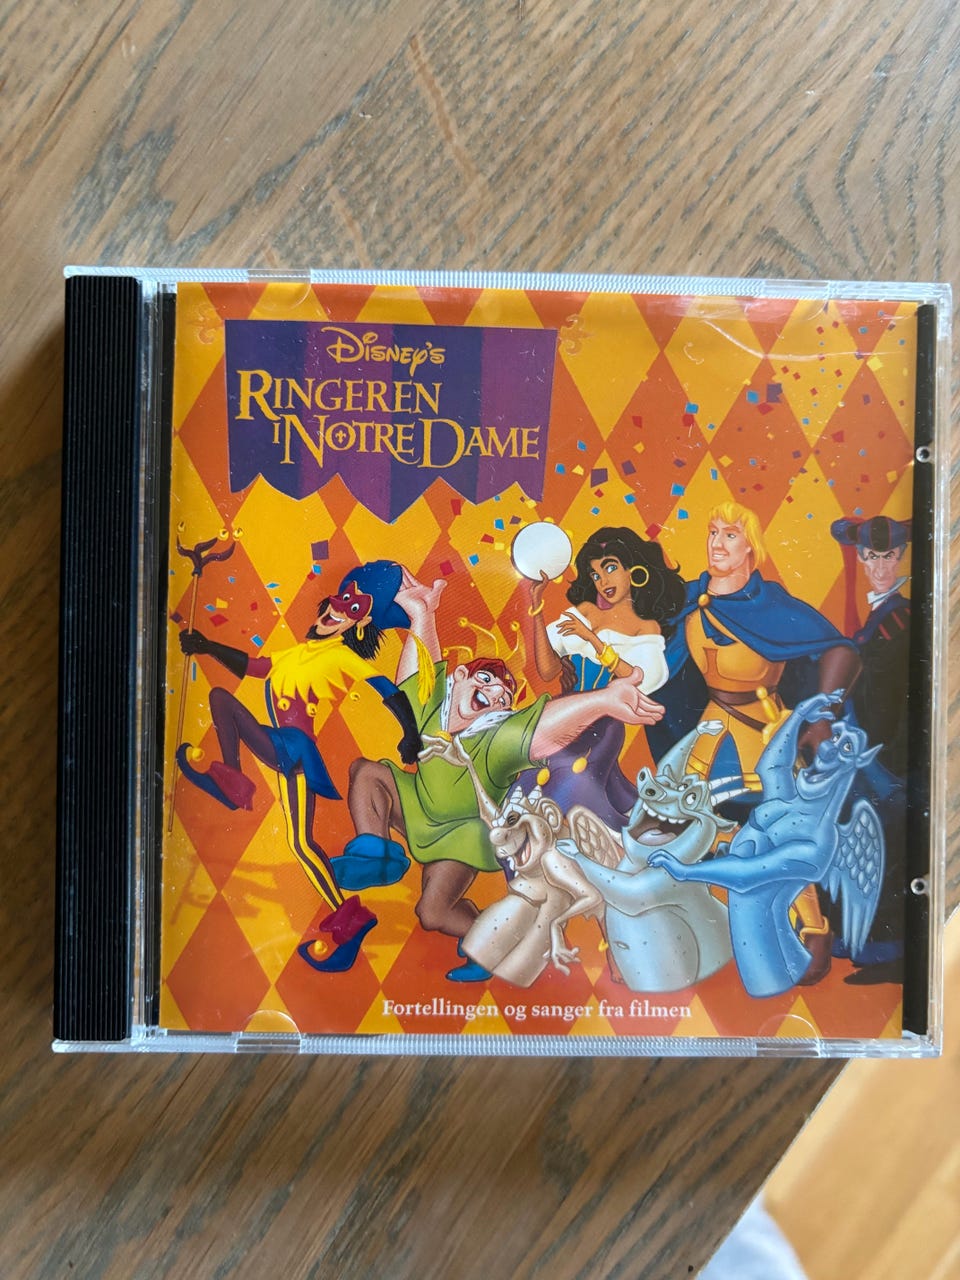 Disney's
Ringeren
i Notre Dame
Fortellingen og sanger fra filmen